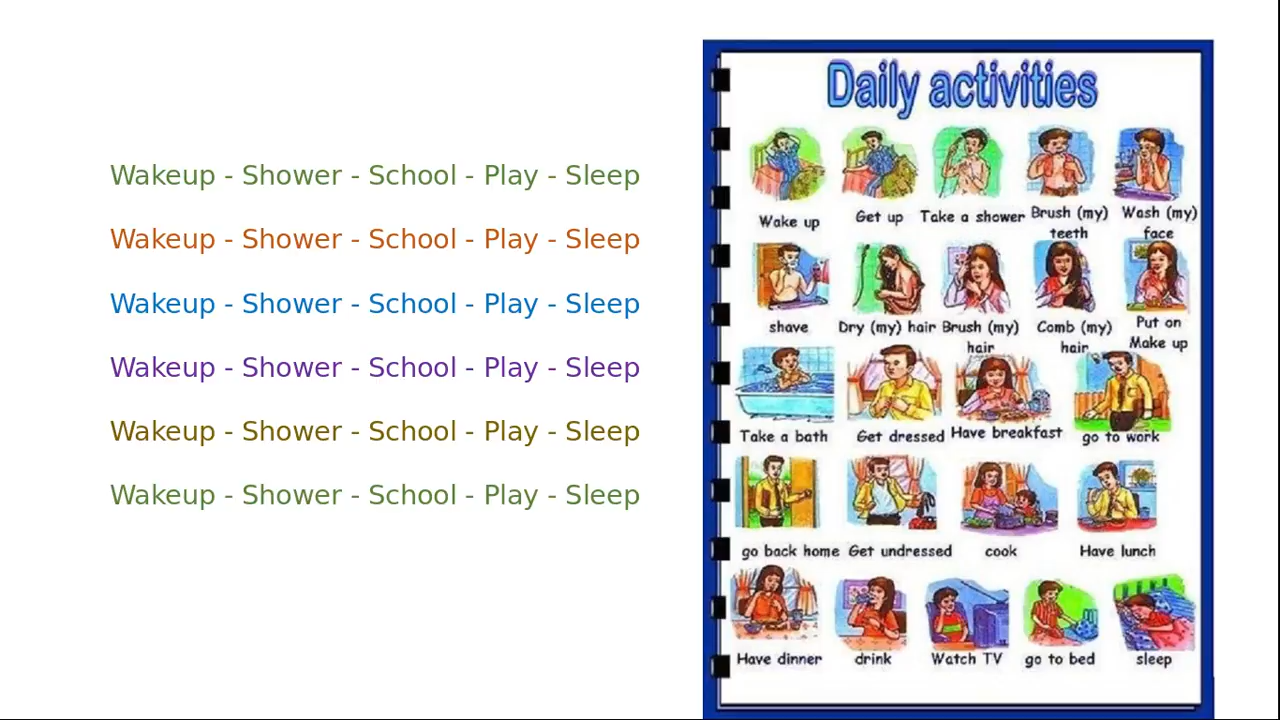 Wakeup - Shower - School - Play - Sleep
Wakeup - Shower - School - Play - Sleep
Wakeup - Shower - School - Play - Sleep
Wakeup - Shower - School - Play - Sleep
Wakeup - Shower - School - Play - Sleep
Wakeup - Shower - School - Play - Sleep
Daily activities
Wake up
Get up
Take a shower
Brush (my)
teeth
Wash (my)
face
shave
Dry (my) hair
Brush (my)
hair
Comb (my)
hair
Put on
Make up
Take a bath
Get dressed
Have breakfast
go to work
go back home
Get undressed
cook
Have lunch
Have dinner
drink
Watch TV
go to bed
sleep